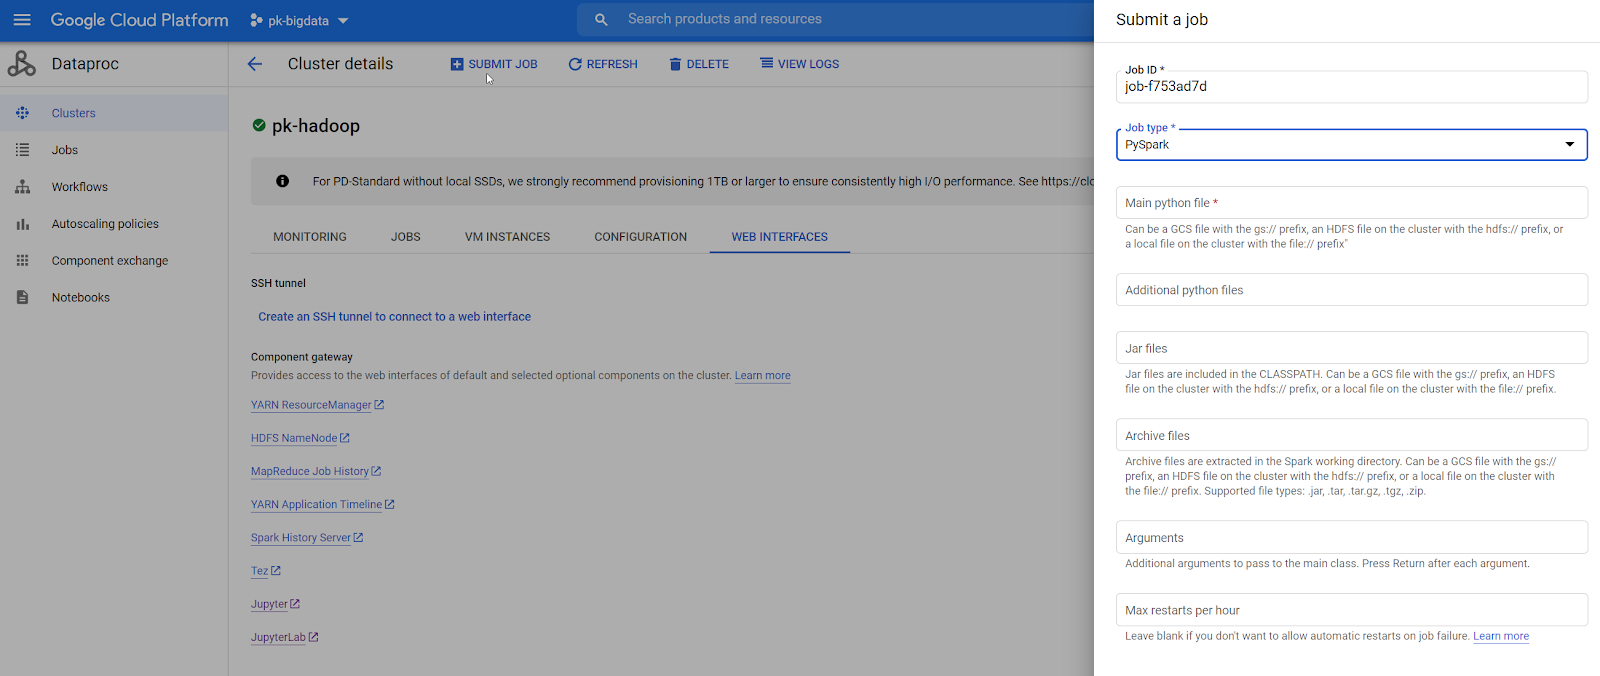 Google Cloud Platform
pk-bigdata
Search products and resources
Dataproc
Clusters
Jobs
Workflows
Autoscaling policies
Component exchange
Notebooks
Cluster details
SUBMIT JOB
REFRESH
DELETE
VIEW LOGS
pk-hadoop
For PD-Standard without local SSDs, we strongly recommend provisioning 1TB or larger to ensure consistently high I/O performance. See https://clo
MONITORING
JOBS
VM INSTANCES
CONFIGURATION
WEB INTERFACES
SSH tunnel
Create an SSH tunnel to connect to a web interface
Component gateway
Provides access to the web interfaces of default and selected optional components on the cluster. Learn more
YARN ResourceManager
HDFS NameNode
MapReduce Job History
YARN Application Timeline
Spark History Server
Tez
Jupyter
JupyterLab
Submit a job
Job ID *
job-f753ad7d
Job type *
PySpark
Main python file *
Can be a GCS file with the gs:// prefix, an HDFS file on the cluster with the hdfs:// prefix, or
a local file on the cluster with the file:// prefix"
Additional python files
Jar files
Jar files are included in the CLASSPATH. Can be a GCS file with the gs:// prefix, an HDFS
file on the cluster with the hdfs:// prefix, or a local file on the cluster with the file:// prefix.
Archive files
Archive files are extracted in the Spark working directory. Can be a GCS file with the gs://
prefix, an HDFS file on the cluster with the hdfs:// prefix, or a local file on the cluster with
the file:// prefix. Supported file types: .jar, .tar, .tar.gz, .tgz, .zip.
Arguments
Additional arguments to pass to the main class. Press Return after each argument.
Max restarts per hour
Leave blank if you don't want to allow automatic restarts on job failure. Learn more